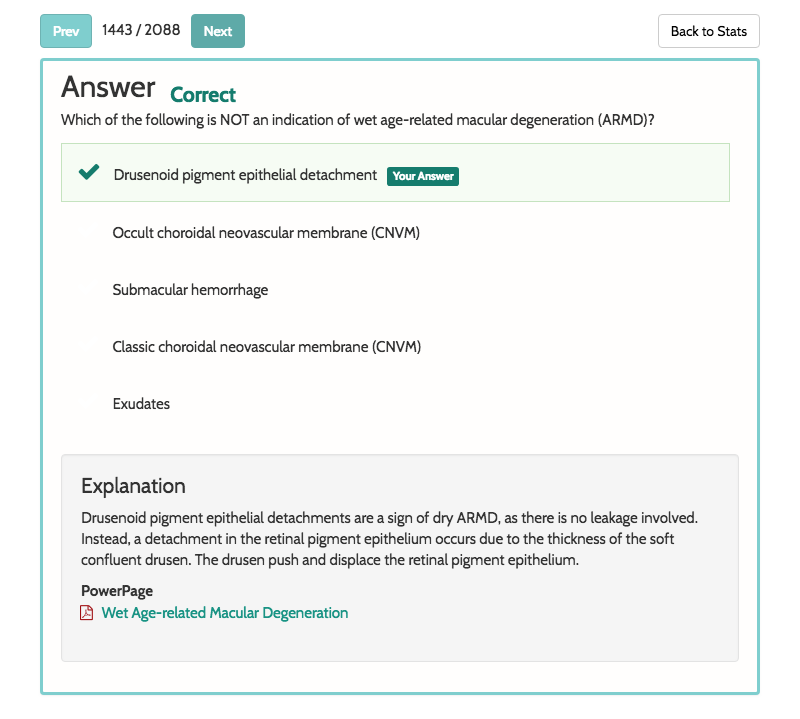 Prev 1443 / 2088 Next Back to Stats
Answer Correct
Which of the following is NOT an indication of wet age-related macular degeneration (ARMD)?
Drusenoid pigment epithelial detachment Your Answer
Occult choroidal neovascular membrane (CNVM)
Submacular hemorrhage
Classic choroidal neovascular membrane (CNVM)
Exudates
Explanation
Drusenoid pigment epithelial detachments are a sign of dry ARMD, as there is no leakage involved.
Instead, a detachment in the retinal pigment epithelium occurs due to the thickness of the soft
confluent drusen. The drusen push and displace the retinal pigment epithelium.
PowerPage
Wet Age-related Macular Degeneration